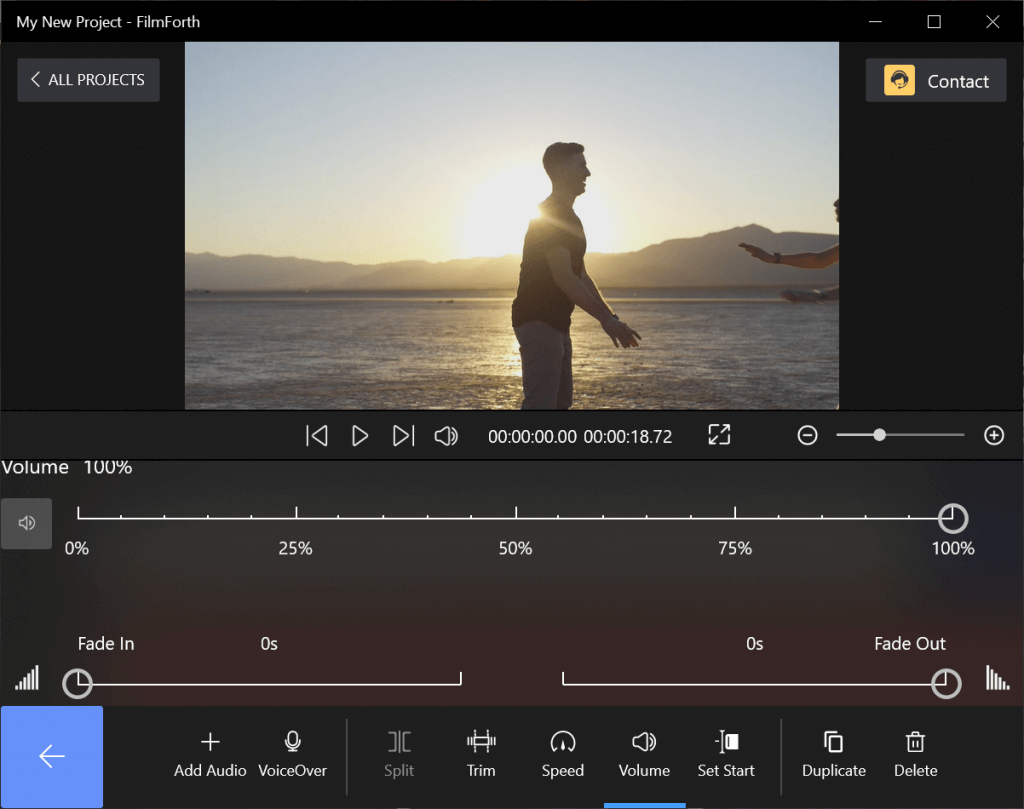 My New Project - FilmForth
ALL PROJECTS
Contact
00:00:00.00 00:00:18.72
Volume 100%
0% 25% 50% 75% 100%
Fade In 0s 0s Fade Out
Add Audio VoiceOver Split Trim Speed Volume Set Start Duplicate Delete